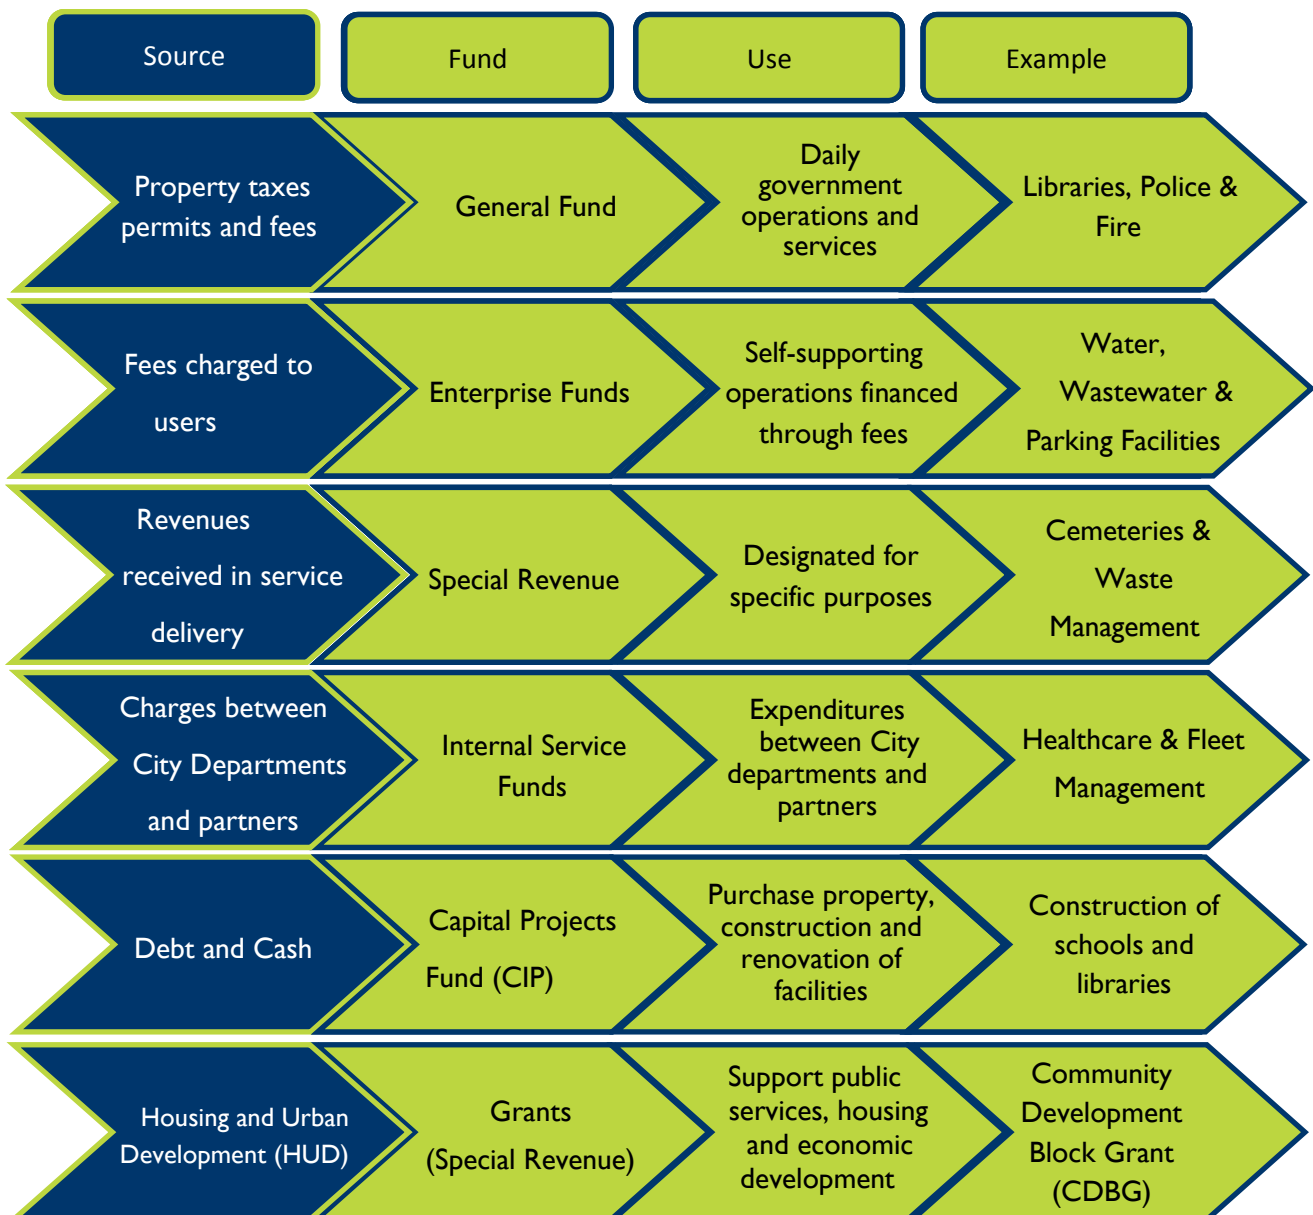 Source
Fund
Use
Example
Property taxes
permits and fees
General Fund
Daily
government
operations and
services
Libraries, Police &
Fire
Fees charged to
users
Enterprise Funds
Self-supporting
operations financed
through fees
Water,
Wastewater &
Parking Facilities
Revenues
received in service
delivery
Special Revenue
Designated for
specific purposes
Cemeteries &
Waste
Management
Charges between
City Departments
and partners
Internal Service
Funds
Expenditures
between City
departments and
partners
Healthcare & Fleet
Management
Debt and Cash
Capital Projects
Fund (CIP)
Purchase property,
construction and
renovation of
facilities
Construction of
schools and
libraries
Housing and Urban
Development (HUD)
Grants
(Special Revenue)
Support public
services, housing
and economic
development
Community
Development
Block Grant
(CDBG)